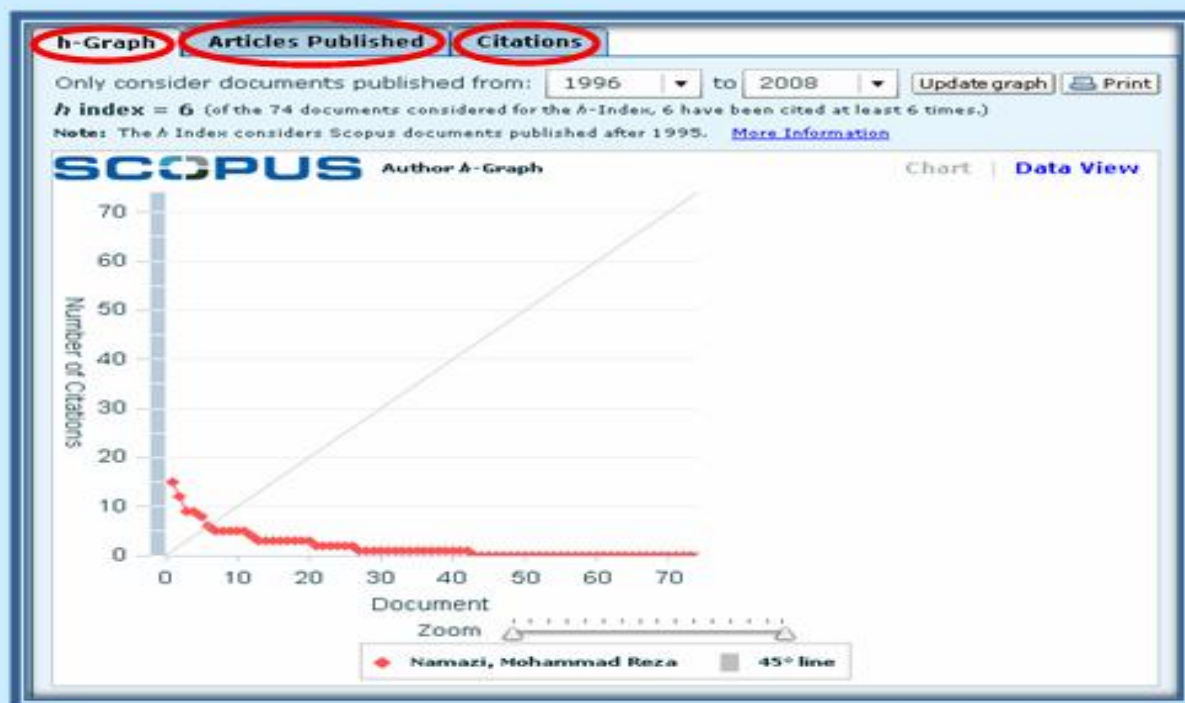 h-Graph Articles Published Citations
Only consider documents published from: 1996 to 2008 Update graph Print
h index = 6 (of the 74 documents considered for the h-Index, 6 have been cited at least 6 times.)
Note: The h Index considers Scopus documents published after 1995. More Information
SCOPUS Author h-Graph Chart | Data View
Number of Citations
70
60
50
40
30
20
10
0
0 10 20 30 40 50 60 70
Document
Zoom
Namazi, Mohammad Reza 45° line